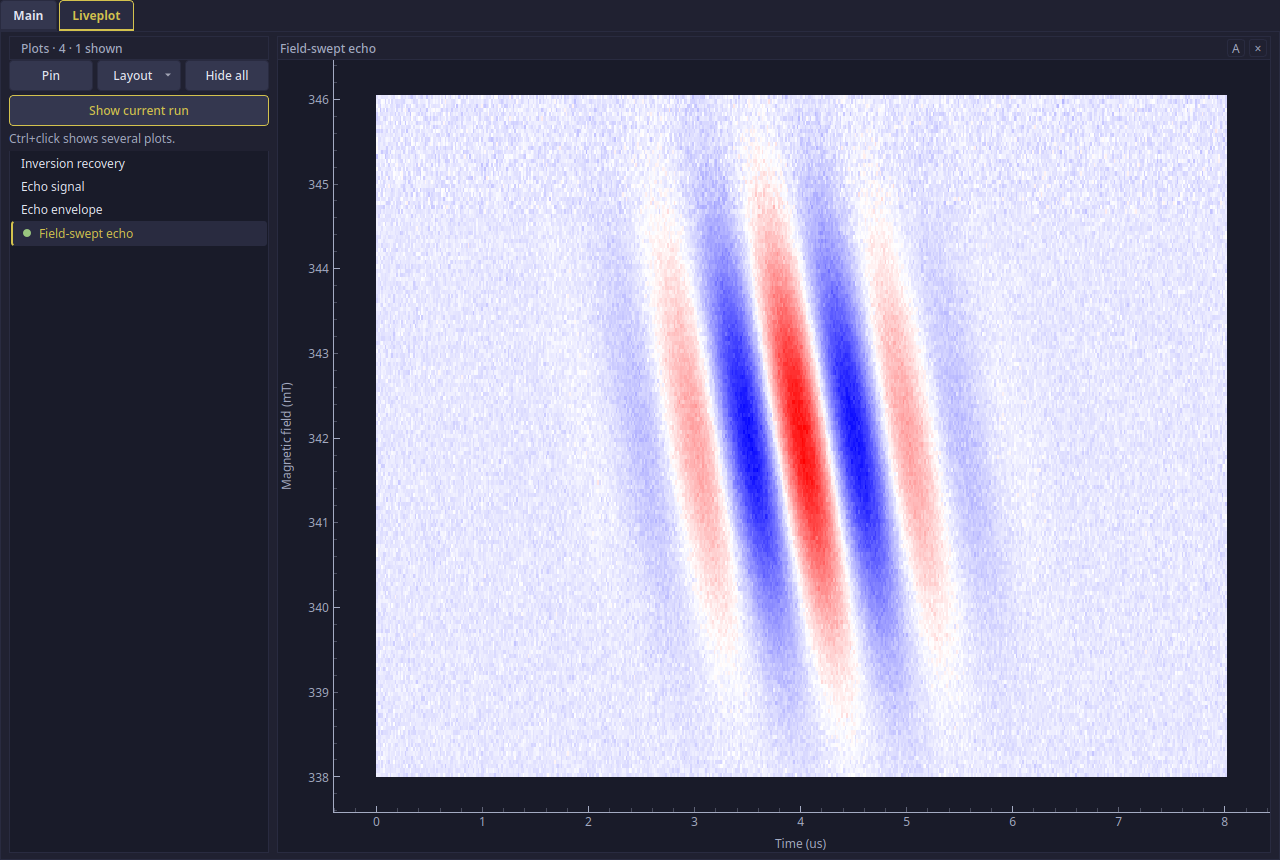 Main
Liveplot
Plots · 4 · 1 shown
Pin
Layout
Hide all
Show current run
Ctrl+click shows several plots.
Inversion recovery
Echo signal
Echo envelope
Field-swept echo
Field-swept echo
A ×
Magnetic field (mT)
346
345
344
343
342
341
340
339
338
0 1 2 3 4 5 6 7 8
Time (us)